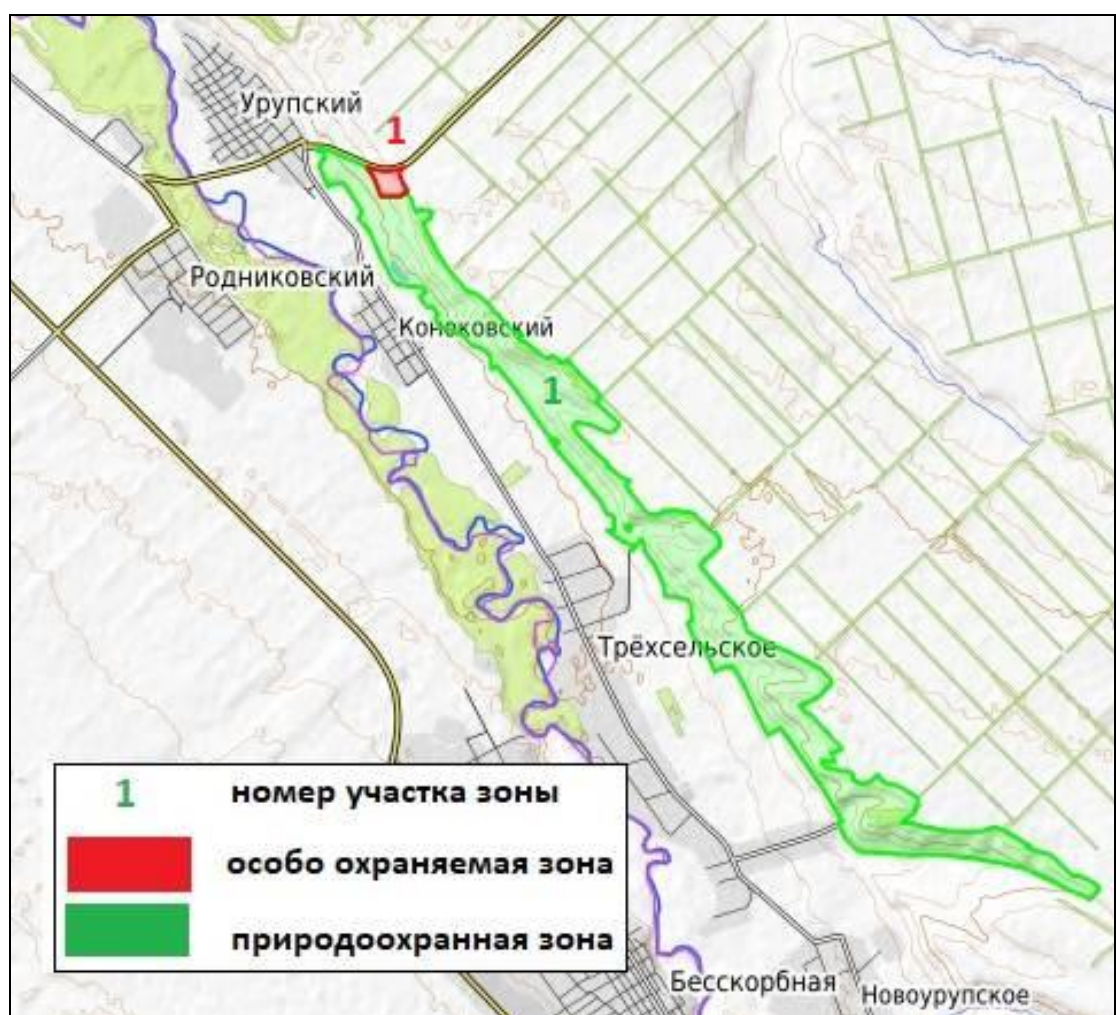 Урупский
1
Родниковский
Коноковский
1
Трёхсельское
1 номер участка зоны
особо охраняемая зона
природоохранная зона
Бесскорбная
Новоурупское